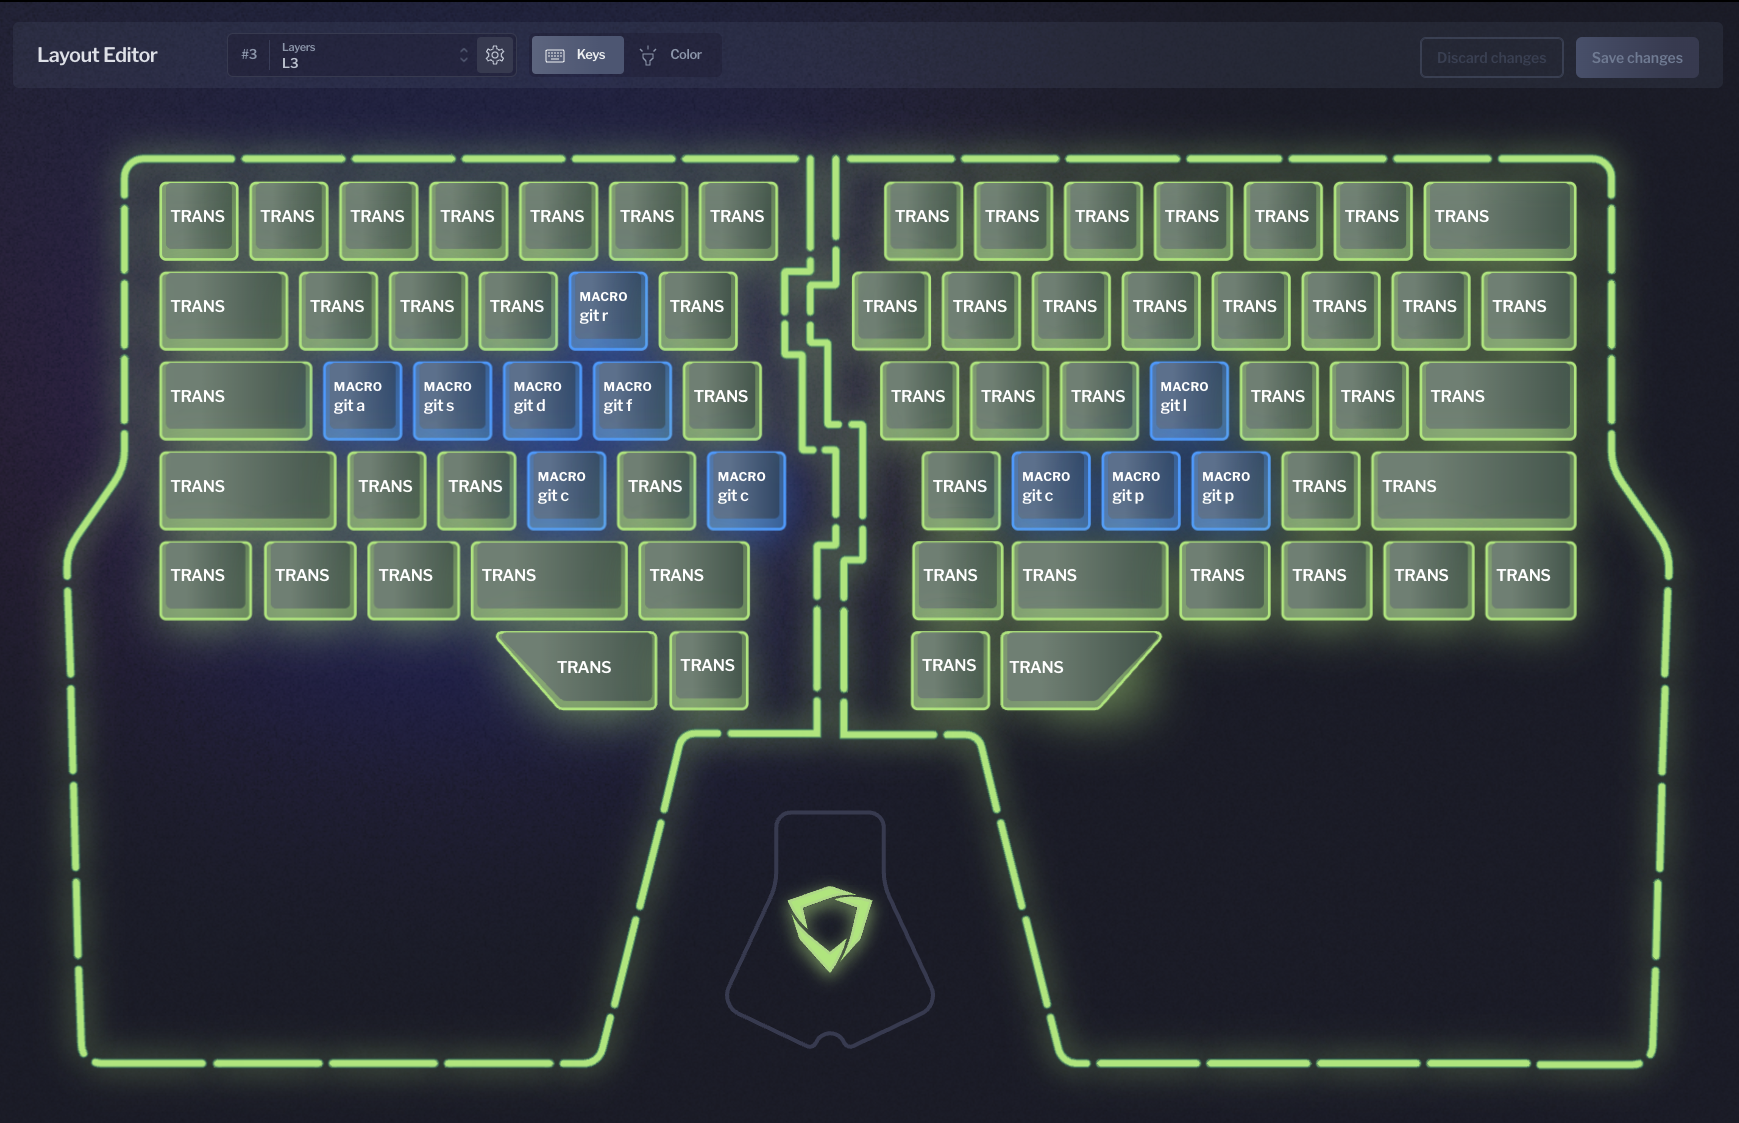 Layout Editor
#3
Layers
L3
Keys
Color
Discard changes
Save changes
TRANS TRANS TRANS TRANS TRANS TRANS TRANS TRANS TRANS TRANS TRANS TRANS TRANS TRANS
TRANS TRANS TRANS TRANS MACRO git r TRANS TRANS TRANS TRANS TRANS TRANS TRANS TRANS TRANS
TRANS MACRO git a MACRO git s MACRO git d MACRO git f TRANS TRANS TRANS TRANS MACRO git l TRANS TRANS TRANS
TRANS TRANS TRANS MACRO git c TRANS MACRO git c TRANS MACRO git c MACRO git p MACRO git p TRANS TRANS
TRANS TRANS TRANS TRANS TRANS TRANS TRANS TRANS TRANS TRANS TRANS
TRANS TRANS TRANS TRANS